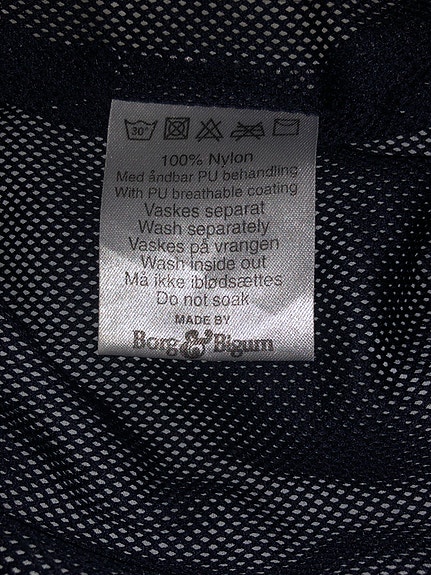 30°
100% Nylon
Med åndbar PU behandling
With PU breathable coating
Vaskes separat
Wash separately
Vaskes på vrangen
Wash inside out
Må ikke iblødsættes
Do not soak
MADE BY
Borg & Bigum